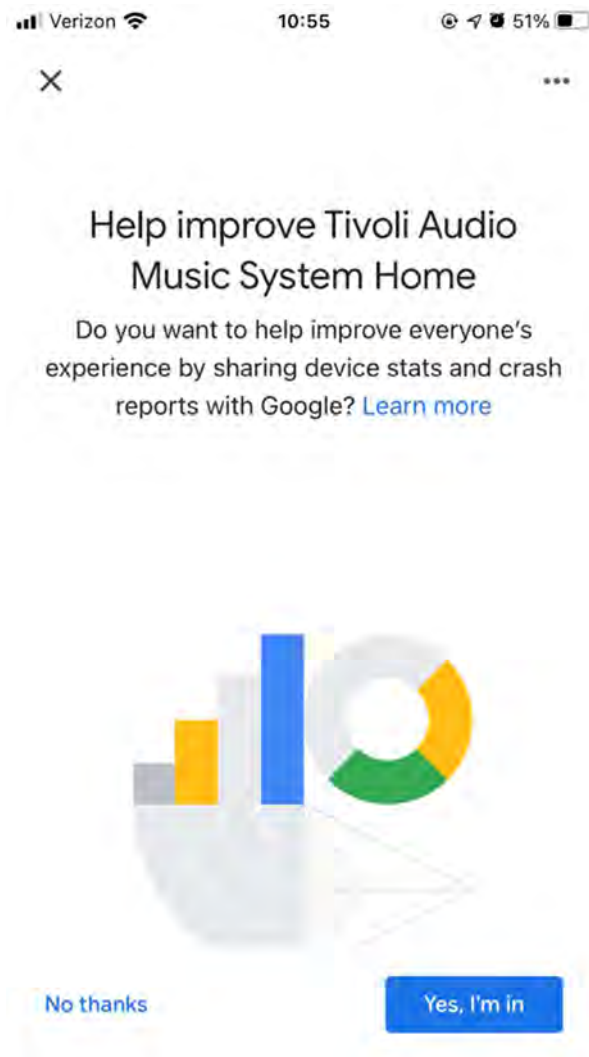 Verizon 10:55 51%
Help improve Tivoli Audio
Music System Home
Do you want to help improve everyone's
experience by sharing device stats and crash
reports with Google? Learn more
No thanks Yes, I'm in